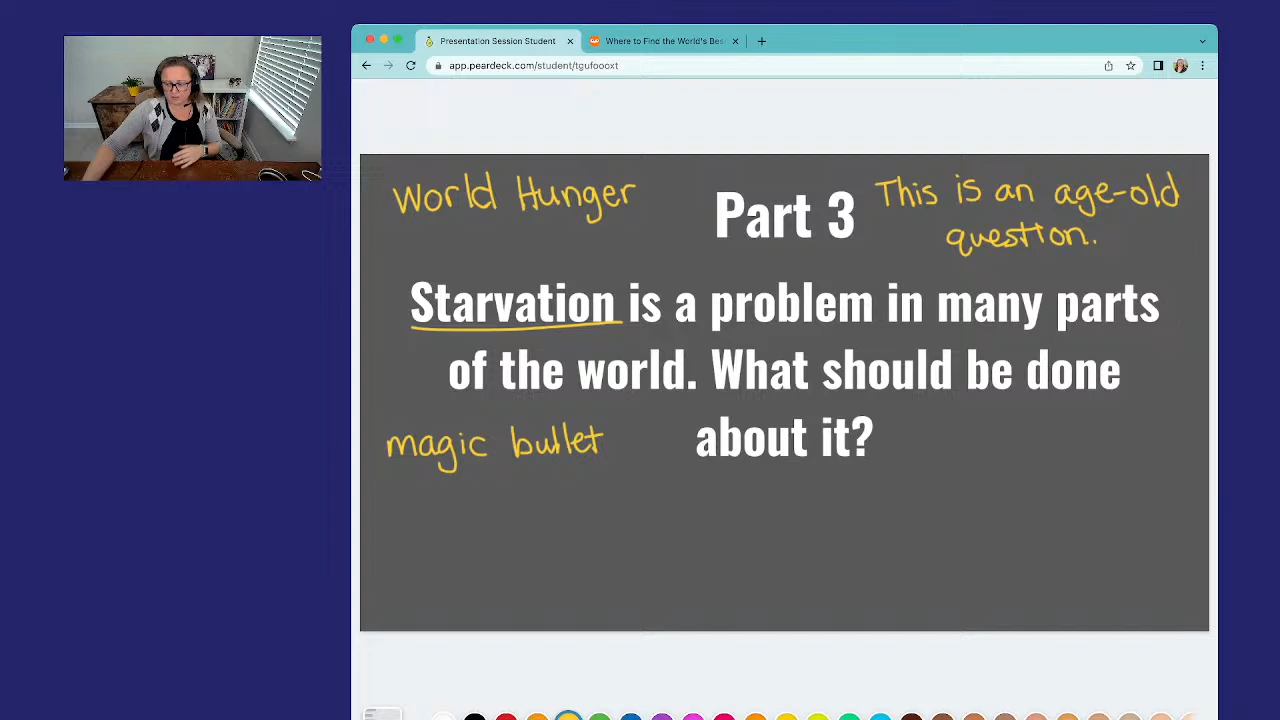 Presentation Session Student
Where to Find the World's Bes
app.peardeck.com/student/tgufoooxt
World Hunger
Part 3
This is an age-old
question.
Starvation is a problem in many parts
of the world. What should be done
about it?
magic bullet